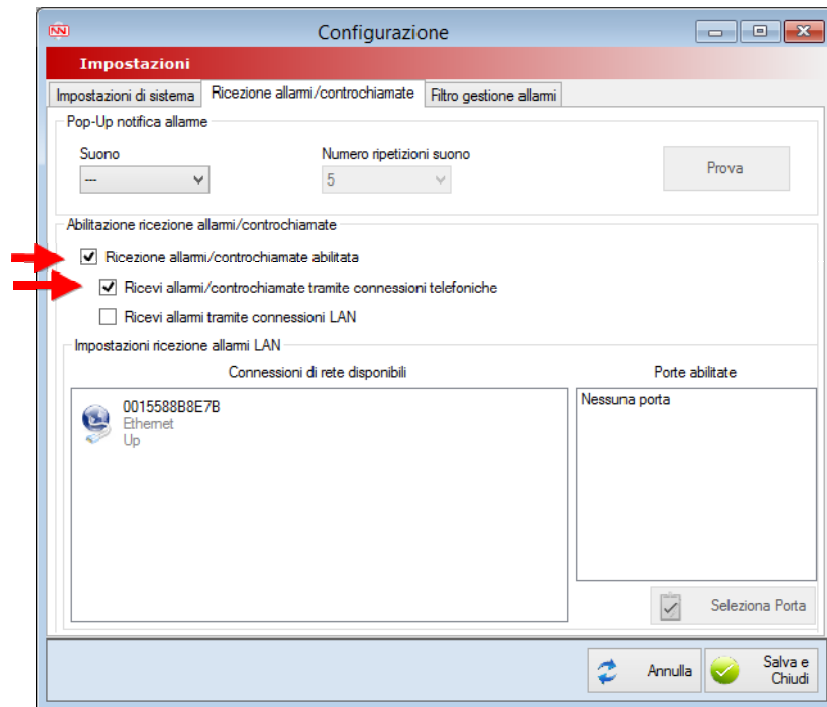 Configurazione
Impostazioni
Impostazioni di sistema Ricezione allarmi/controchiamate Filtro gestione allarmi
Pop-Up notifica allarme
Suono Numero ripetizioni suono
--- 5 Prova
Abilitazione ricezione allarmi/controchiamate
Ricezione allarmi/controchiamate abilitata
Ricevi allarmi/controchiamate tramite connessioni telefoniche
Ricevi allarmi tramite connessioni LAN
Impostazioni ricezione allarmi LAN
Connessioni di rete disponibili Porte abilitate
0015588B8E7B Nessuna porta
Ethernet
Up
Seleziona Porta
Annulla Salva e
Chiudi